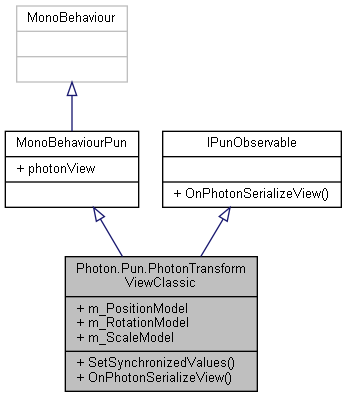 MonoBehaviour
MonoBehaviourPun
+ photonView
IPunObservable
+ OnPhotonSerializeView()
Photon.Pun.PhotonTransform
ViewClassic
+ m_PositionModel
+ m_RotationModel
+ m_ScaleModel
+ SetSynchronizedValues()
+ OnPhotonSerializeView()